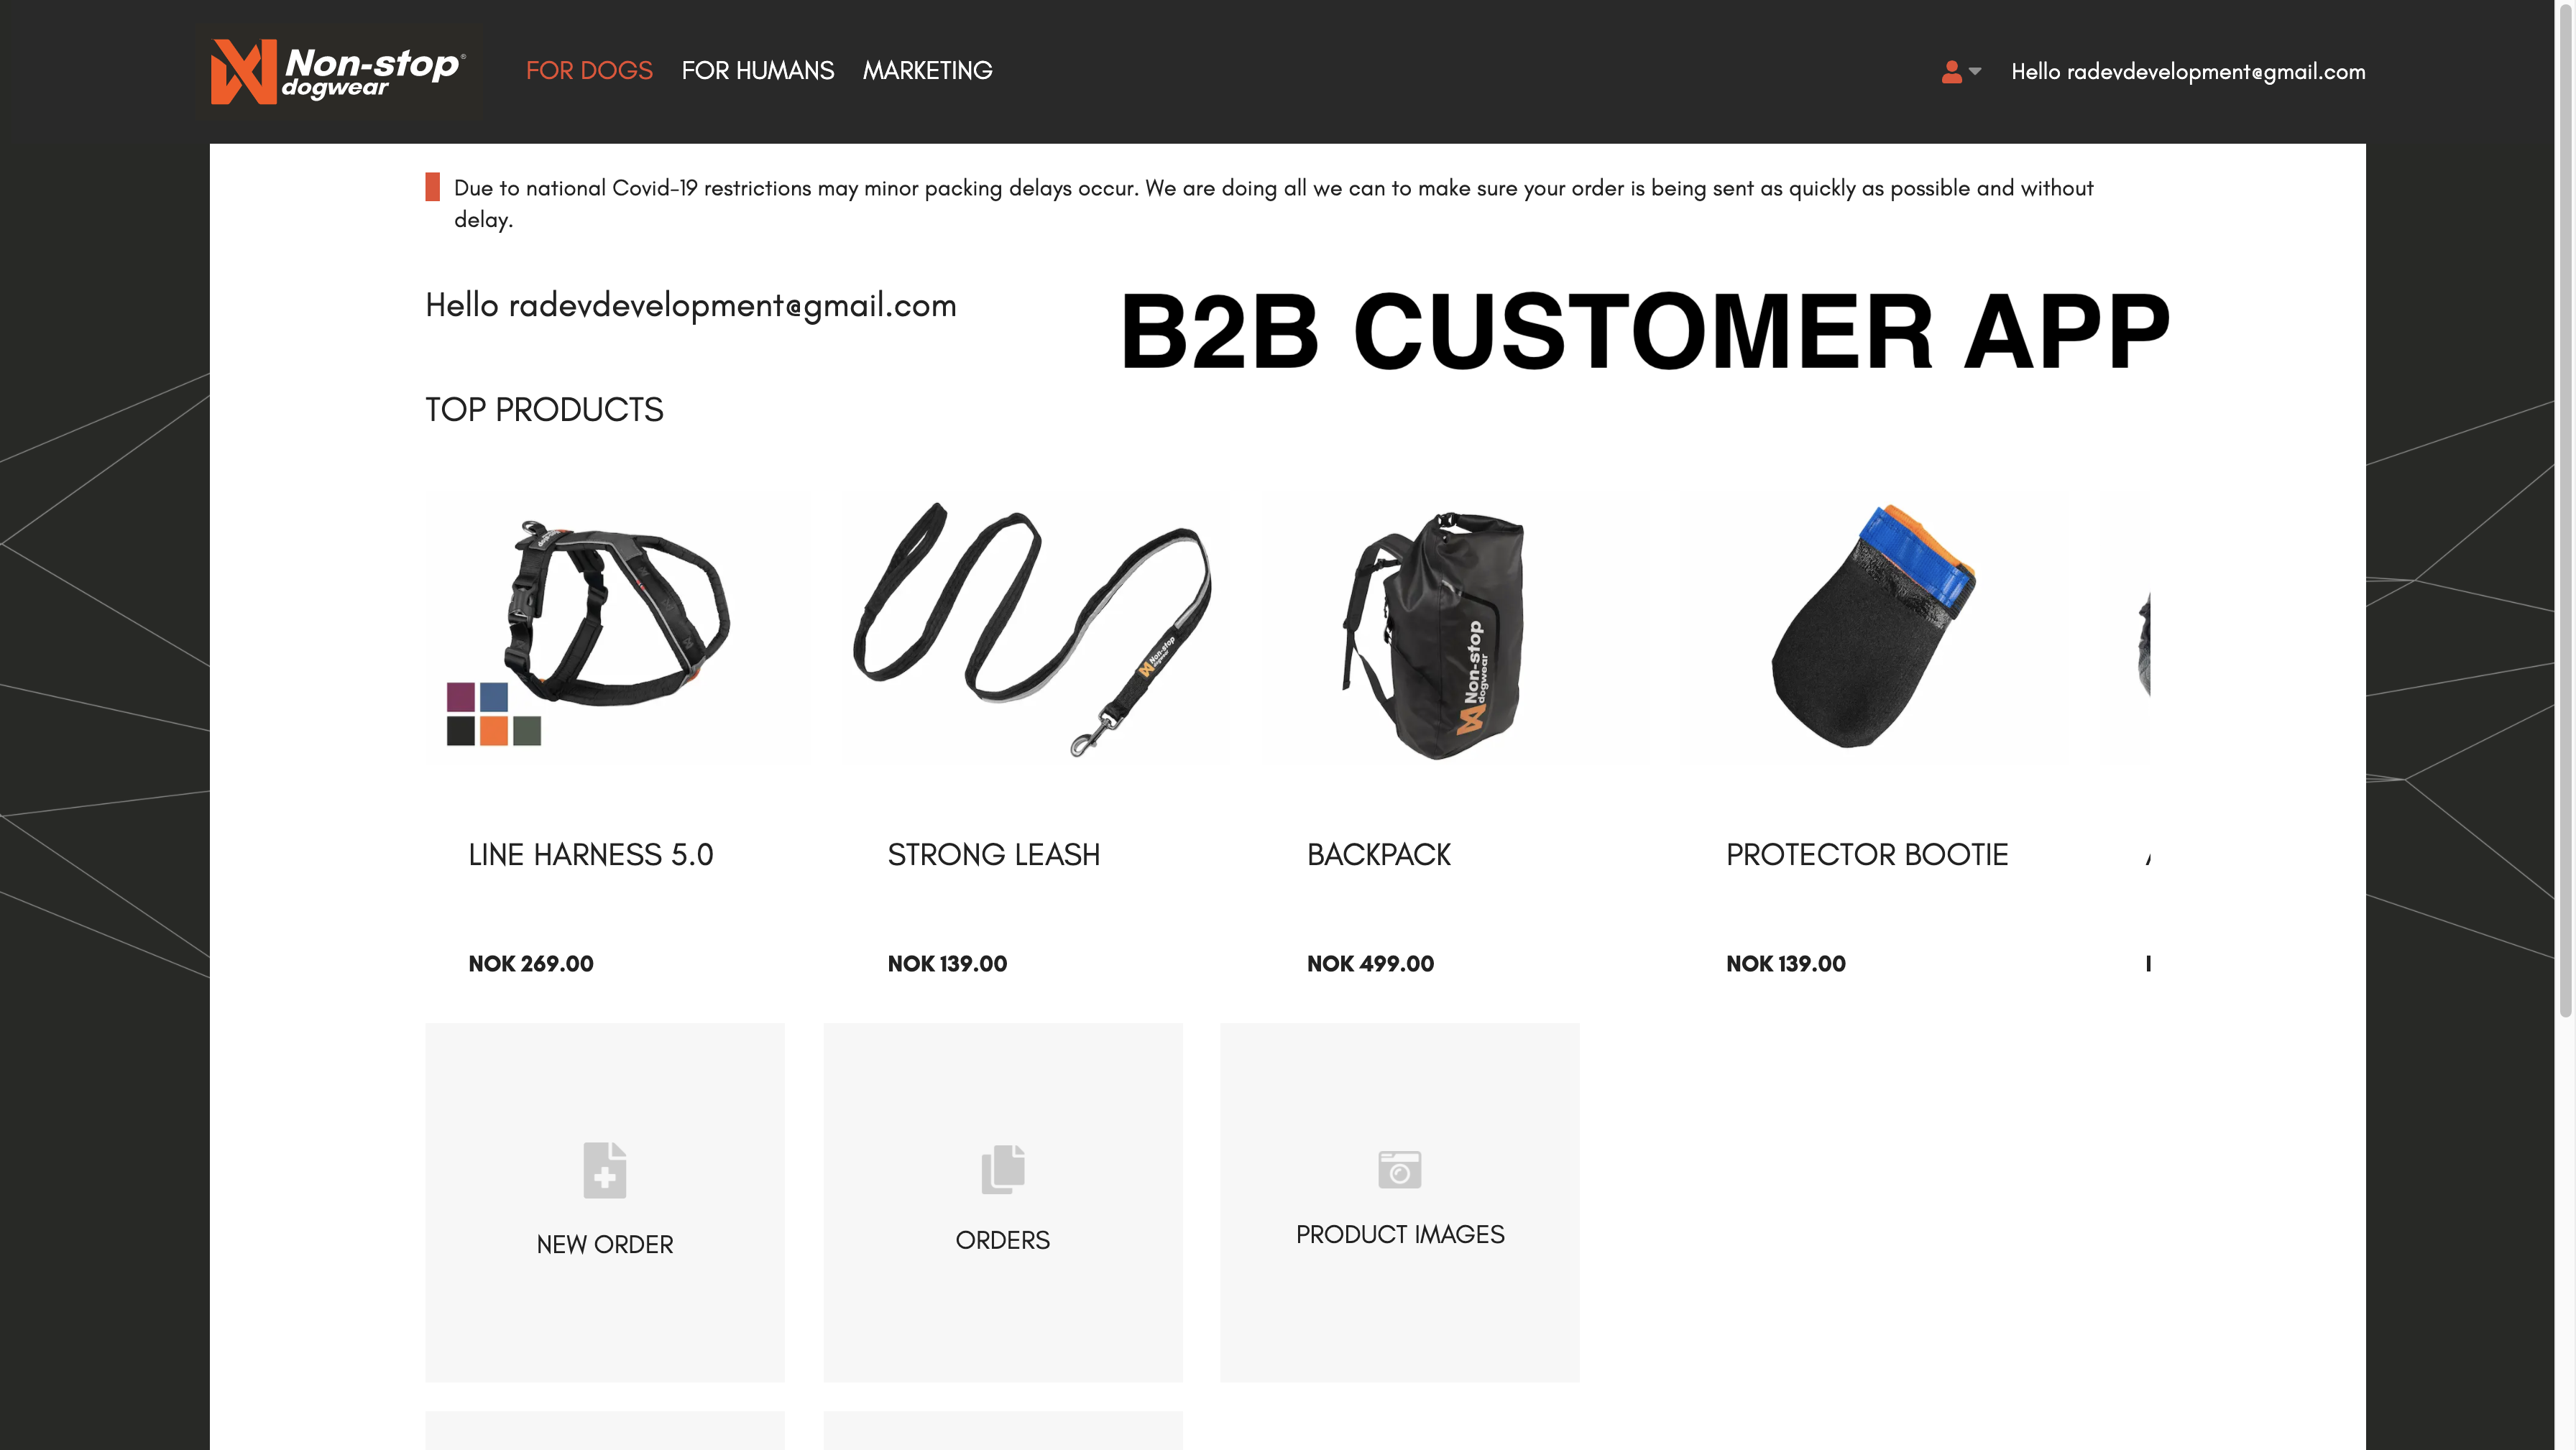 Non-stop®
dogwear
FOR DOGS FOR HUMANS MARKETING
Hello radevdevelopment@gmail.com
Due to national Covid-19 restrictions may minor packing delays occur. We are doing all we can to make sure your order is being sent as quickly as possible and without
delay.
Hello radevdevelopment@gmail.com
B2B CUSTOMER APP
TOP PRODUCTS
Non-stop
dogwear
Non-stop
dogwear
LINE HARNESS 5.0
STRONG LEASH
BACKPACK
PROTECTOR BOOTIE
NOK 269.00
NOK 139.00
NOK 499.00
NOK 139.00
NEW ORDER
ORDERS
PRODUCT IMAGES